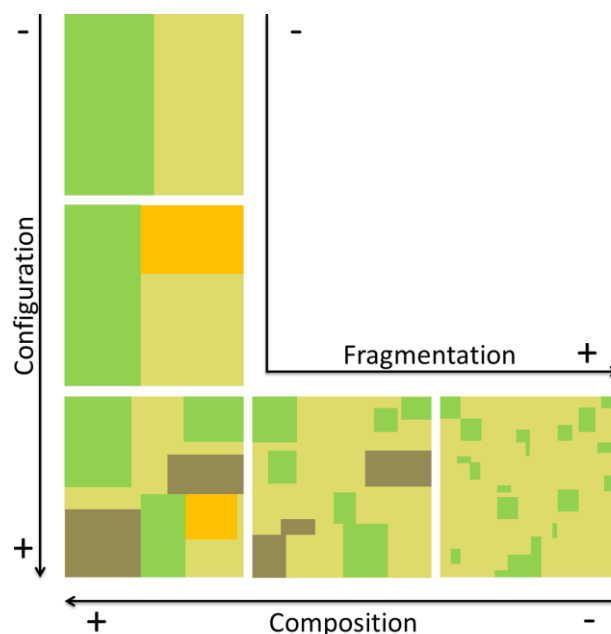 -
-
Configuration
Fragmentation +
+
+ Composition -